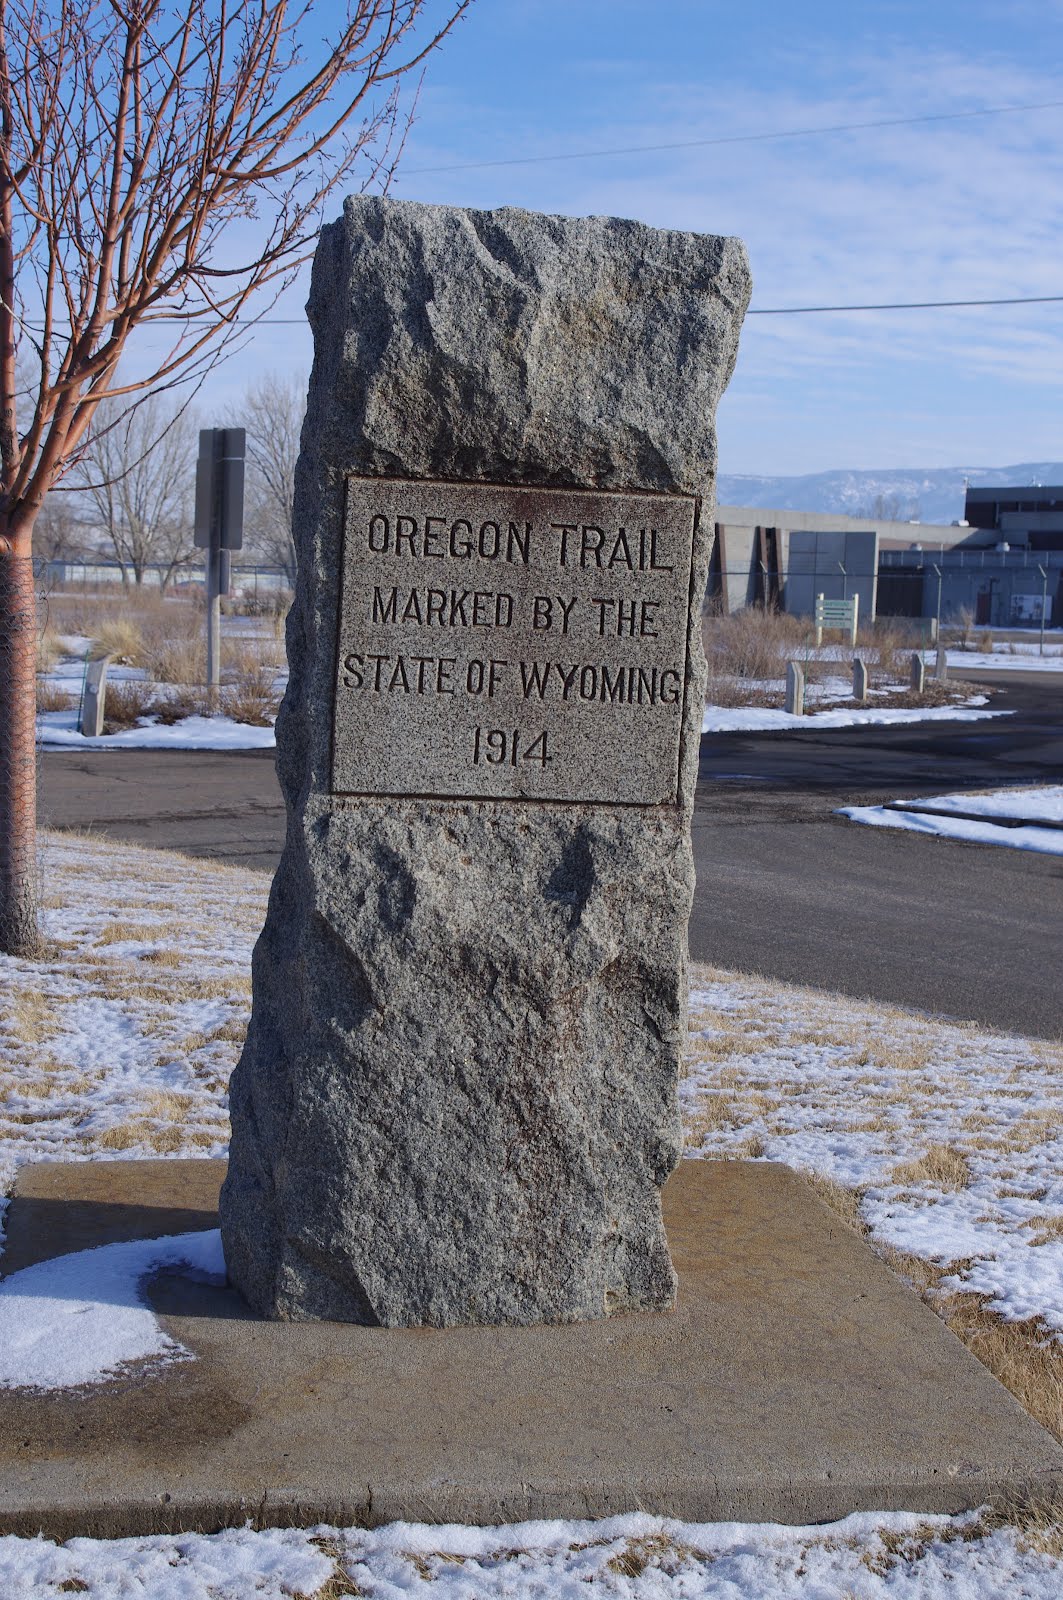 OREGON TRAIL
MARKED BY THE
STATE OF WYOMING
1914